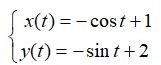 x(t) = −cos t + 1
y(t) = −sin t + 2